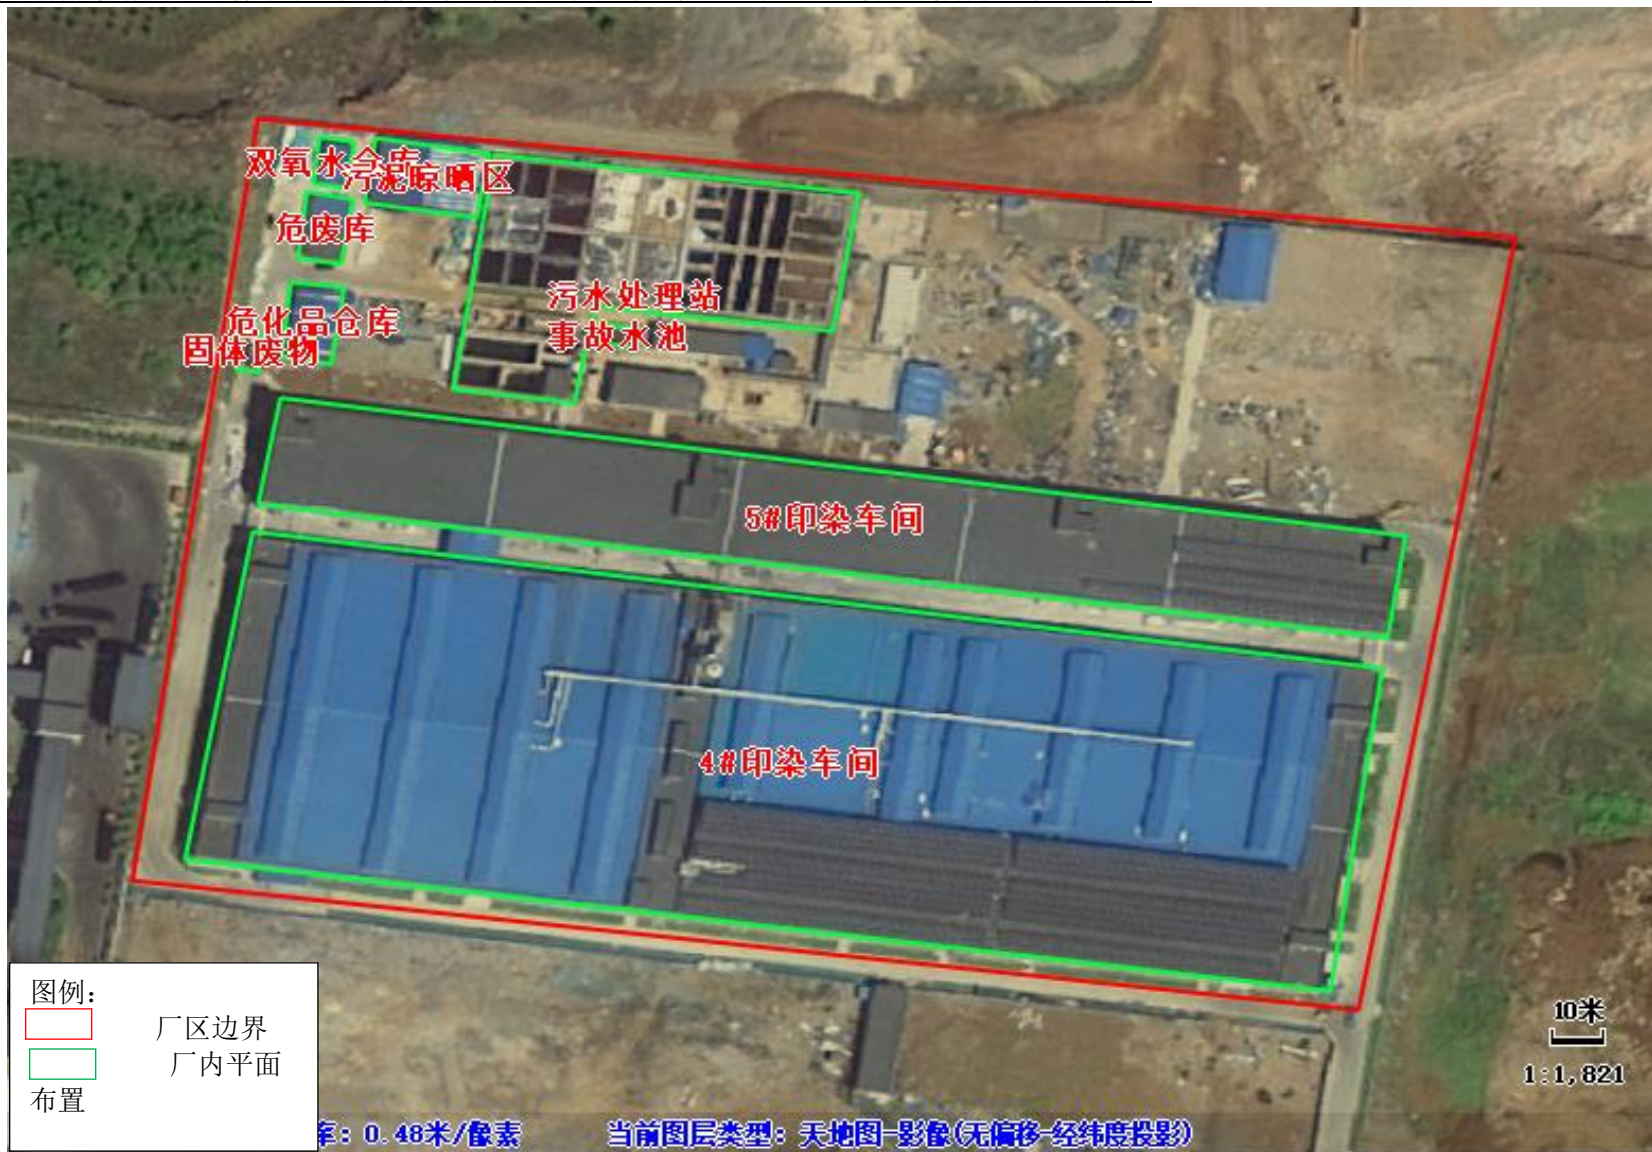 双氧水仓库
污泥晾晒区
危废库
污水处理站
事故水池
危化品仓库
固体废物
5#印染车间
4#印染车间
图例：
厂区边界
厂内平面
布置
10米
1:1,821
率: 0.48米/像素
当前图层类型: 天地图-影像(无偏移-经纬度投影)